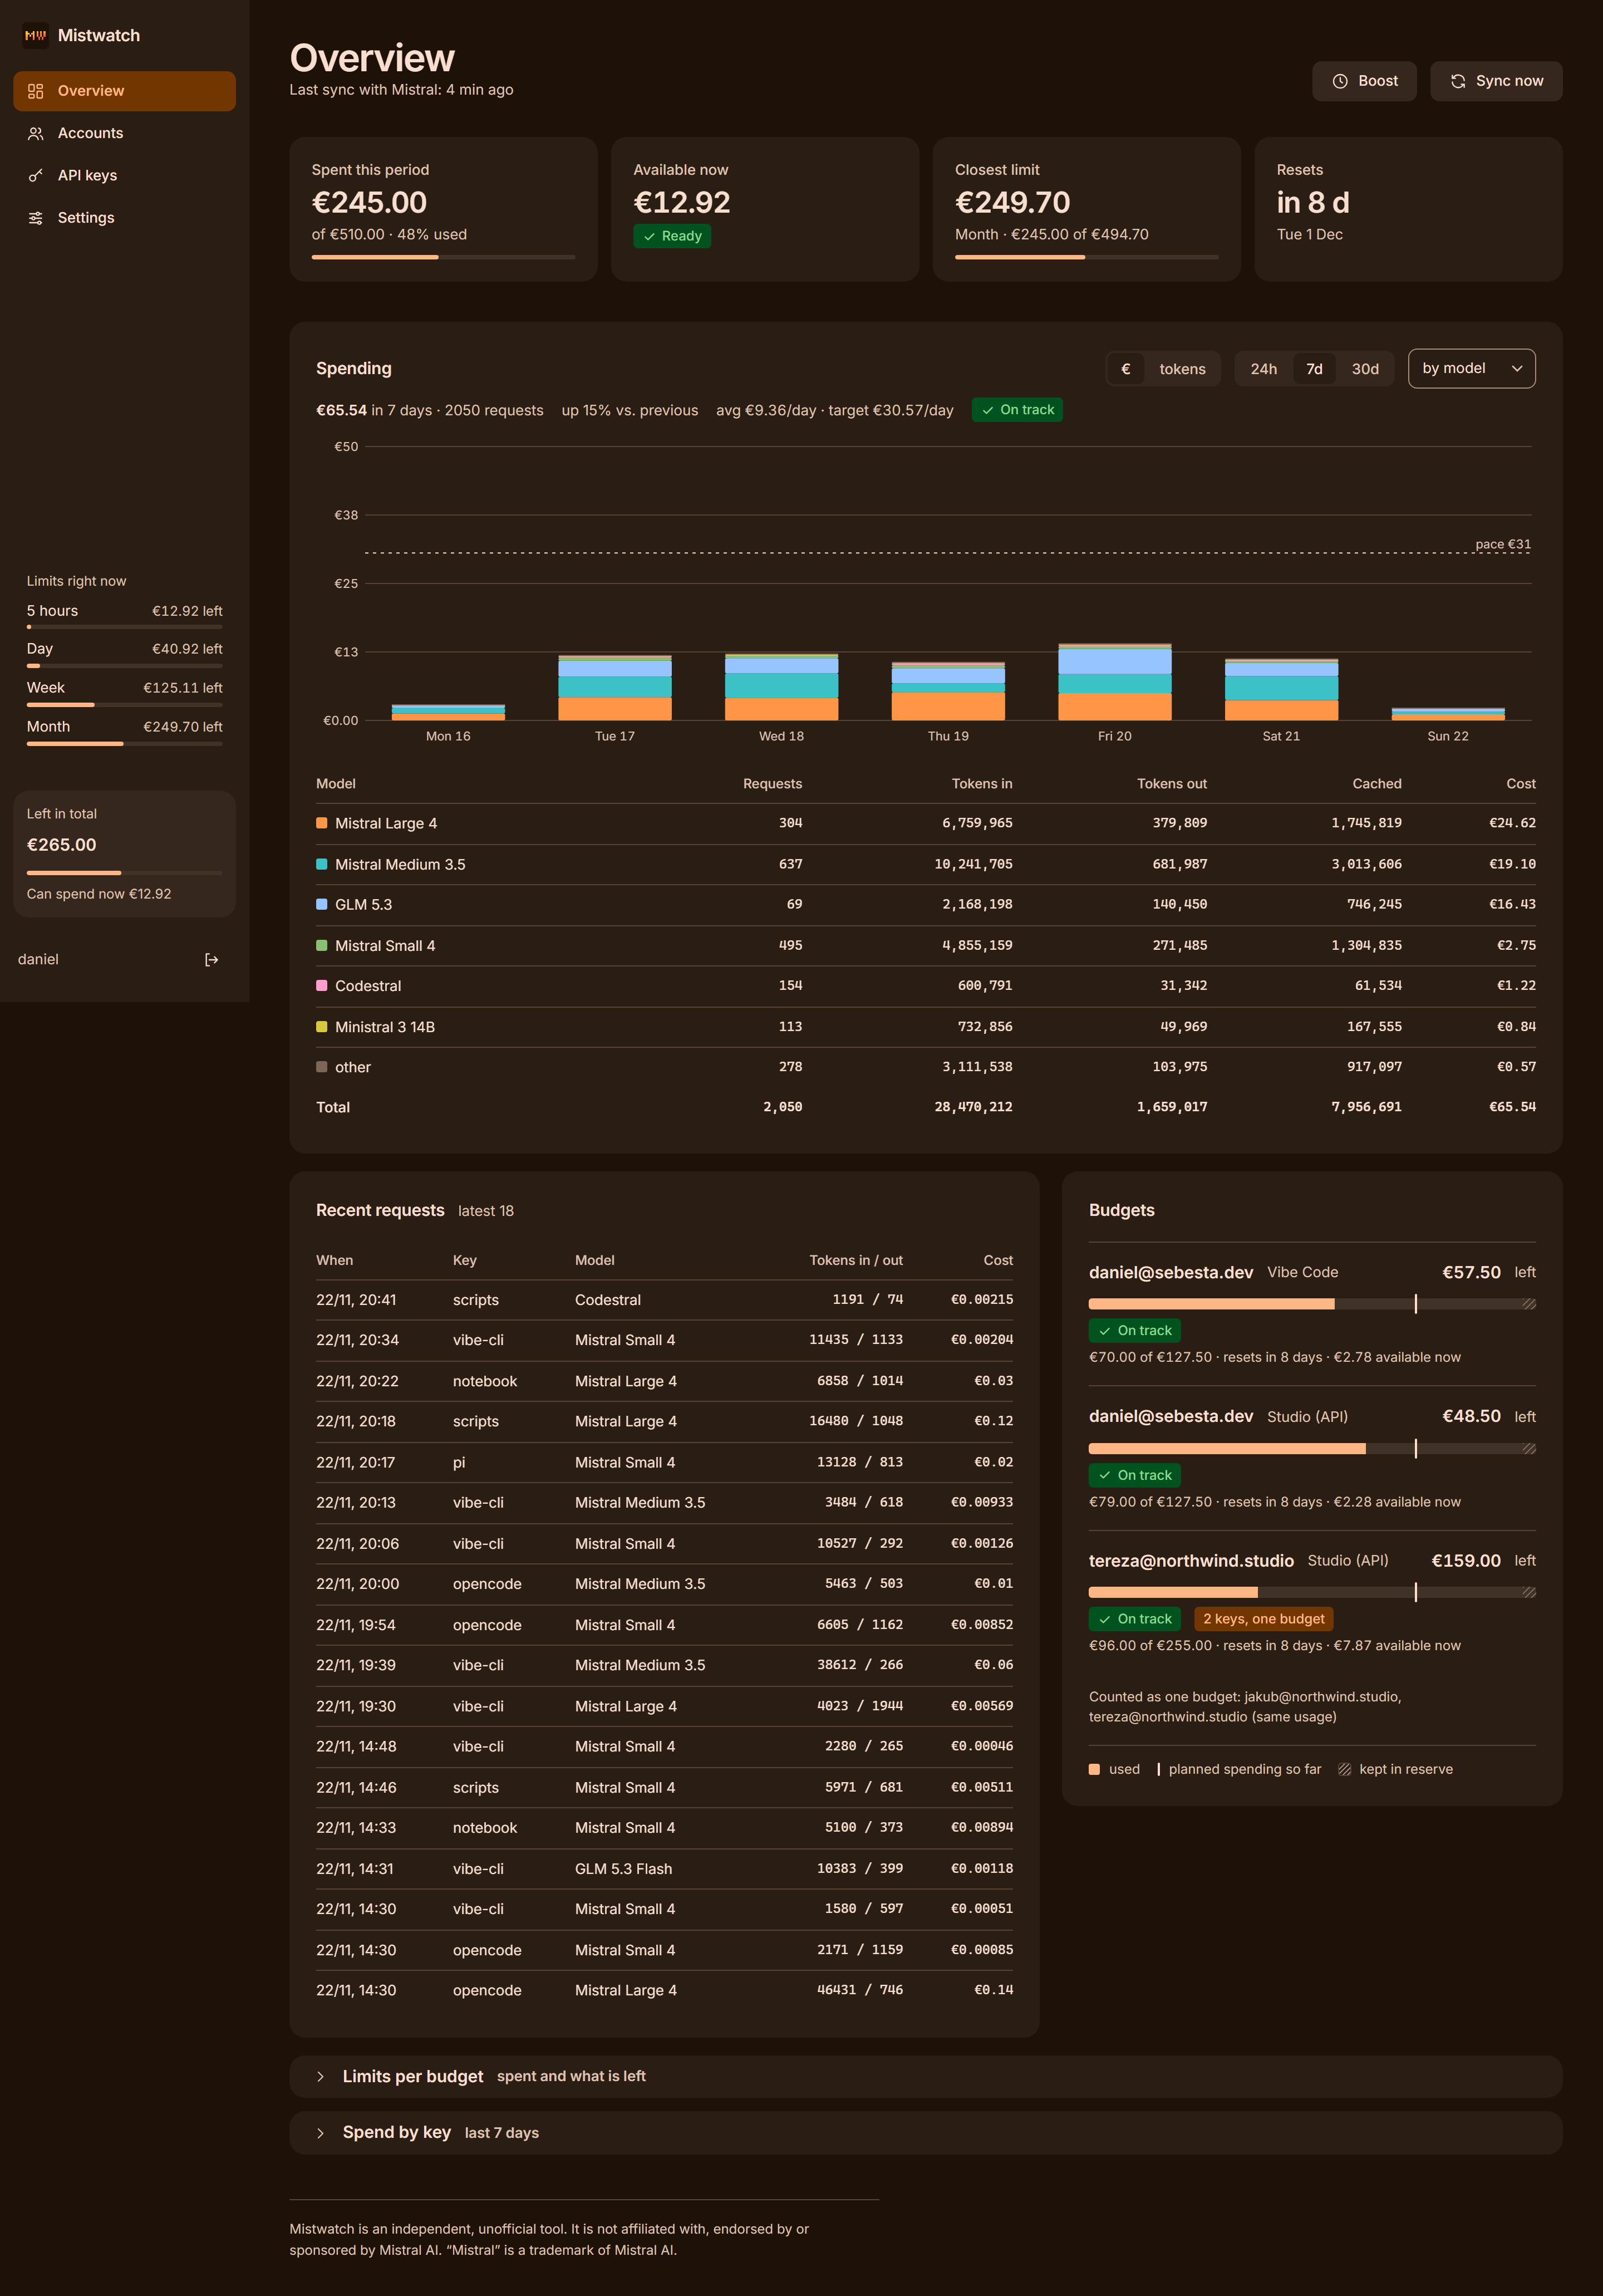 MW Mistwatch
Overview
Accounts
API keys
Settings
Limits right now
5 hours €12.92 left
Day €40.92 left
Week €125.11 left
Month €249.70 left
Left in total
€265.00
Can spend now €12.92
daniel
Overview
Last sync with Mistral: 4 min ago
Boost Sync now
Spent this period
€245.00
of €510.00 · 48% used
Available now
€12.92
Ready
Closest limit
€249.70
Month · €245.00 of €494.70
Resets
in 8 d
Tue 1 Dec
Spending € tokens 24h 7d 30d by model
€65.54 in 7 days · 2050 requests up 15% vs. previous avg €9.36/day · target €30.57/day On track
€50
€38
pace €31
€25
€13
€0.00
Mon 16 Tue 17 Wed 18 Thu 19 Fri 20 Sat 21 Sun 22
Model Requests Tokens in Tokens out Cached Cost
Mistral Large 4 304 6,759,965 379,809 1,745,819 €24.62
Mistral Medium 3.5 637 10,241,705 681,987 3,013,606 €19.10
GLM 5.3 69 2,168,198 140,450 746,245 €16.43
Mistral Small 4 495 4,855,159 271,485 1,304,835 €2.75
Codestral 154 600,791 31,342 61,534 €1.22
Ministral 3 14B 113 732,856 49,969 167,555 €0.84
other 278 3,111,538 103,975 917,097 €0.57
Total 2,050 28,470,212 1,659,017 7,956,691 €65.54
Recent requests latest 18
When Key Model Tokens in / out Cost
22/11, 20:41 scripts Codestral 1191 / 74 €0.00215
22/11, 20:34 vibe-cli Mistral Small 4 11435 / 1133 €0.00204
22/11, 20:22 notebook Mistral Large 4 6858 / 1014 €0.03
22/11, 20:18 scripts Mistral Large 4 16480 / 1048 €0.12
22/11, 20:17 pi Mistral Small 4 13128 / 813 €0.02
22/11, 20:13 vibe-cli Mistral Medium 3.5 3484 / 618 €0.00933
22/11, 20:06 vibe-cli Mistral Small 4 10527 / 292 €0.00126
22/11, 20:00 opencode Mistral Medium 3.5 5463 / 503 €0.01
22/11, 19:54 opencode Mistral Small 4 6605 / 1162 €0.00852
22/11, 19:39 vibe-cli Mistral Medium 3.5 38612 / 266 €0.06
22/11, 19:30 vibe-cli Mistral Large 4 4023 / 1944 €0.00569
22/11, 14:48 vibe-cli Mistral Small 4 2280 / 265 €0.00046
22/11, 14:46 scripts Mistral Small 4 5971 / 681 €0.00511
22/11, 14:33 notebook Mistral Small 4 5100 / 373 €0.00894
22/11, 14:31 vibe-cli GLM 5.3 Flash 10383 / 399 €0.00118
22/11, 14:30 vibe-cli Mistral Small 4 1580 / 597 €0.00051
22/11, 14:30 opencode Mistral Small 4 2171 / 1159 €0.00085
22/11, 14:30 opencode Mistral Large 4 46431 / 746 €0.14
Budgets
daniel@sebesta.dev Vibe Code €57.50 left
On track
€70.00 of €127.50 · resets in 8 days · €2.78 available now
daniel@sebesta.dev Studio (API) €48.50 left
On track
€79.00 of €127.50 · resets in 8 days · €2.28 available now
tereza@northwind.studio Studio (API) €159.00 left
On track 2 keys, one budget
€96.00 of €255.00 · resets in 8 days · €7.87 available now
Counted as one budget: jakub@northwind.studio,
tereza@northwind.studio (same usage)
used planned spending so far kept in reserve
Limits per budget spent and what is left
Spend by key last 7 days
Mistwatch is an independent, unofficial tool. It is not affiliated with, endorsed by or
sponsored by Mistral AI. “Mistral” is a trademark of Mistral AI.